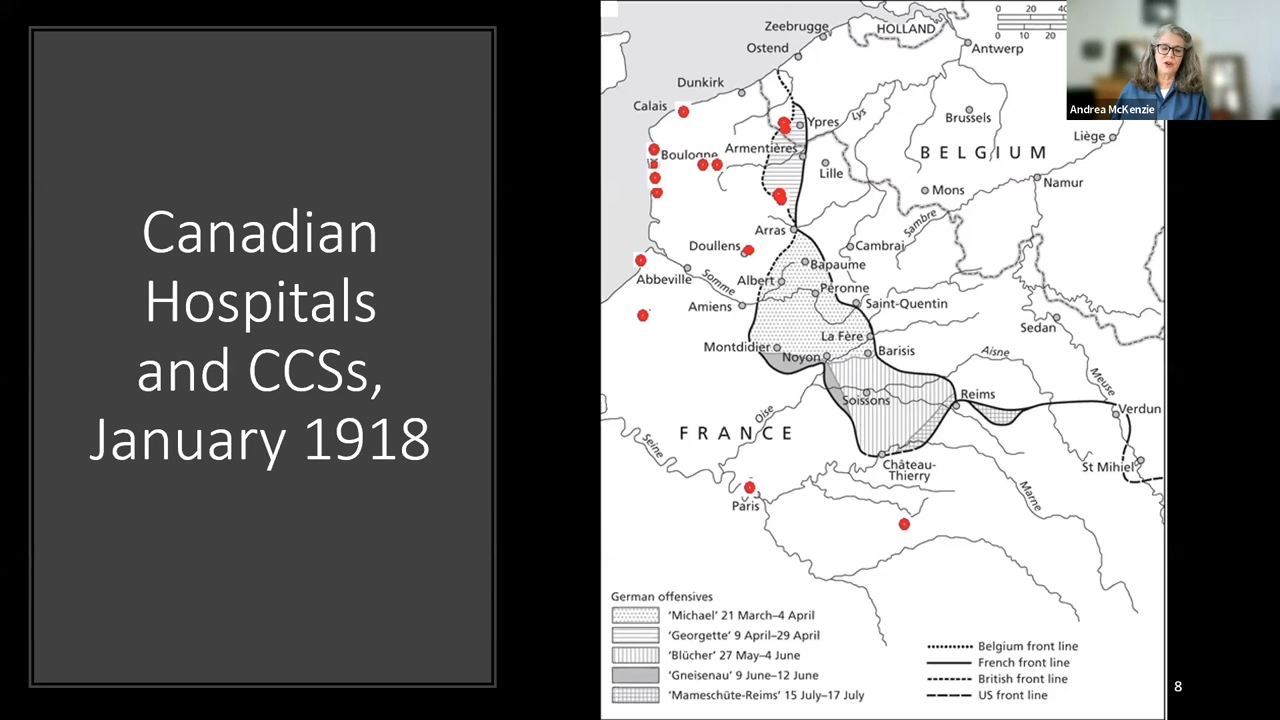 Canadian
Hospitals
and CCSs,
January 1918
0 20
0 10 20
Zeebrugge
HOLLAND
Ostend
Antwerp
Dunkirk
Calais
Ypres
Lys
Brussels
Boulogne
Armentières
Liège
BELGIUM
Lille
Namur
Mons
Sambre
Arras
Doullens
Cambrai
Bapaume
Abbeville
Somme
Albert
Péronne
Amiens
Saint-Quentin
Sedan
La Fère
Montdidier
Noyon
Barisis
Aisne
Meuse
Soissons
Reims
Oise
Verdun
FRANCE
Seine
Château-
Thierry
St Mihiel
Marne
Paris
German offensives
'Michael' 21 March–4 April
'Georgette' 9 April–29 April
'Blücher' 27 May–4 June
'Gneisenau' 9 June–12 June
'Mameschüte-Reims' 15 July–17 July
Belgium front line
French front line
British front line
US front line
8
Andrea McKenzie